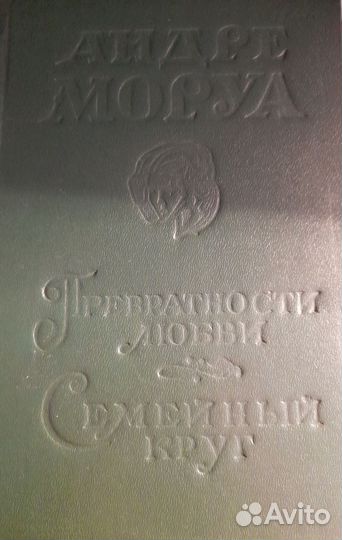 АНДРЕ
МОРУА
ПРЕВРАТНОСТИ
ЛЮБВИ
СЕМЕЙНЫЙ
КРУГ
Avito